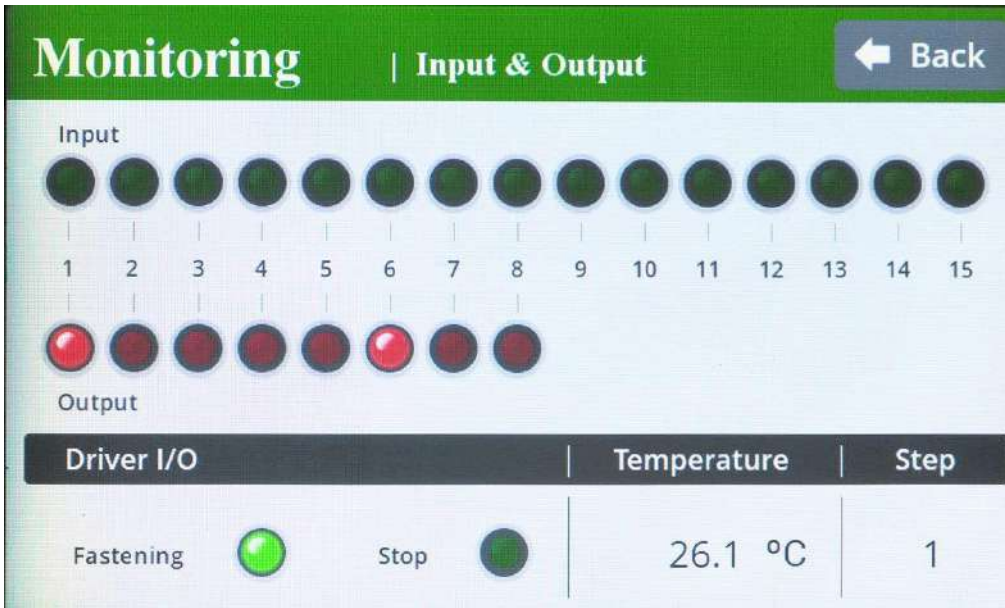 Monitoring | Input & Output Back
Input
1 2 3 4 5 6 7 8 9 10 11 12 13 14 15
Output
Driver I/O | Temperature | Step
Fastening Stop 26.1 ºC 1